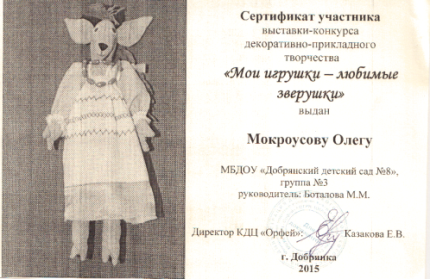 Сертификат участника
выставки-конкурса
декоративно-прикладного
творчества
«Мои игрушки – любимые
зверушки»
выдан
Мокроусову Олегу
МБДОУ «Добрянский детский сад №8»,
группа №3
руководитель: Боталова М.М.
Директор КДЦ «Орфей»: Казакова Е.В.
г. Добрянка
2015